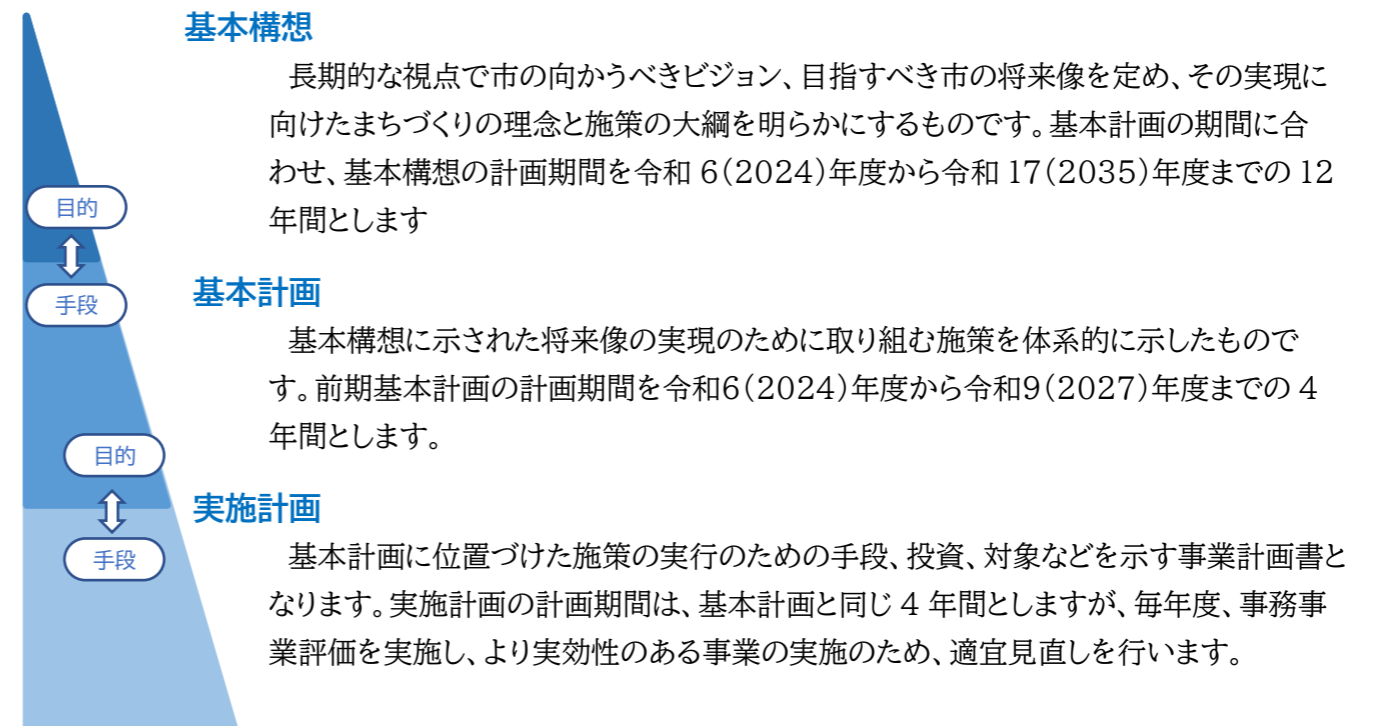 基本構想
長期的な視点で市の向かうべきビジョン、目指すべき市の将来像を定め、その実現に
向けたまちづくりの理念と施策の大綱を明らかにするものです。基本計画の期間に合
わせ、基本構想の計画期間を令和 6(2024)年度から令和 17(2035)年度までの 12
年間とします
目的
手段
基本計画
基本構想に示された将来像の実現のために取り組む施策を体系的に示したもので
す。前期基本計画の計画期間を令和6(2024)年度から令和9(2027)年度までの 4
年間とします。
目的
手段
実施計画
基本計画に位置づけた施策の実行のための手段、投資、対象などを示す事業計画書と
なります。実施計画の計画期間は、基本計画と同じ 4 年間としますが、毎年度、事務事
業評価を実施し、より実効性のある事業の実施のため、適宜見直しを行います。